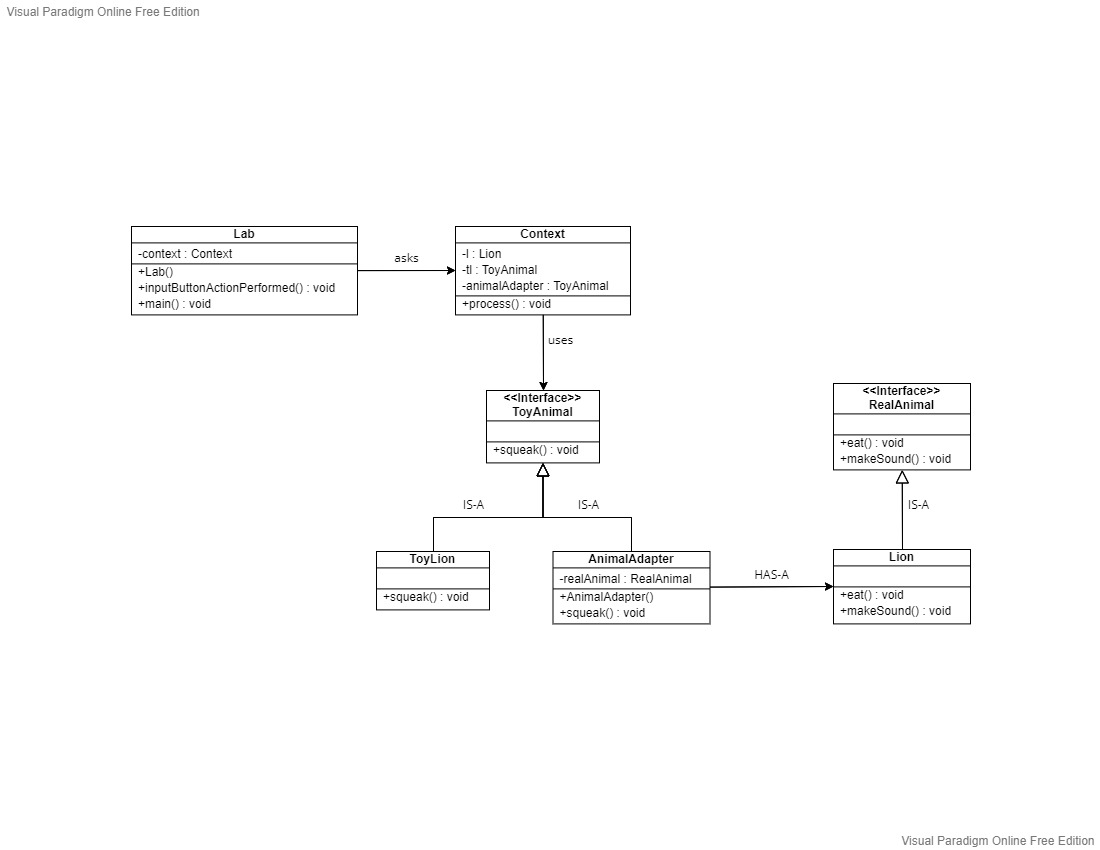 Visual Paradigm Online Free Edition
Lab
-context : Context
+Lab()
+inputButtonActionPerformed() : void
+main() : void
asks
Context
-l : Lion
-tl : ToyAnimal
-animalAdapter : ToyAnimal
+process() : void
uses
<<Interface>>
ToyAnimal
+squeak() : void
<<Interface>>
RealAnimal
+eat() : void
+makeSound() : void
IS-A
IS-A
IS-A
ToyLion
+squeak() : void
AnimalAdapter
-realAnimal : RealAnimal
+AnimalAdapter()
+squeak() : void
HAS-A
Lion
+eat() : void
+makeSound() : void
Visual Paradigm Online Free Edition